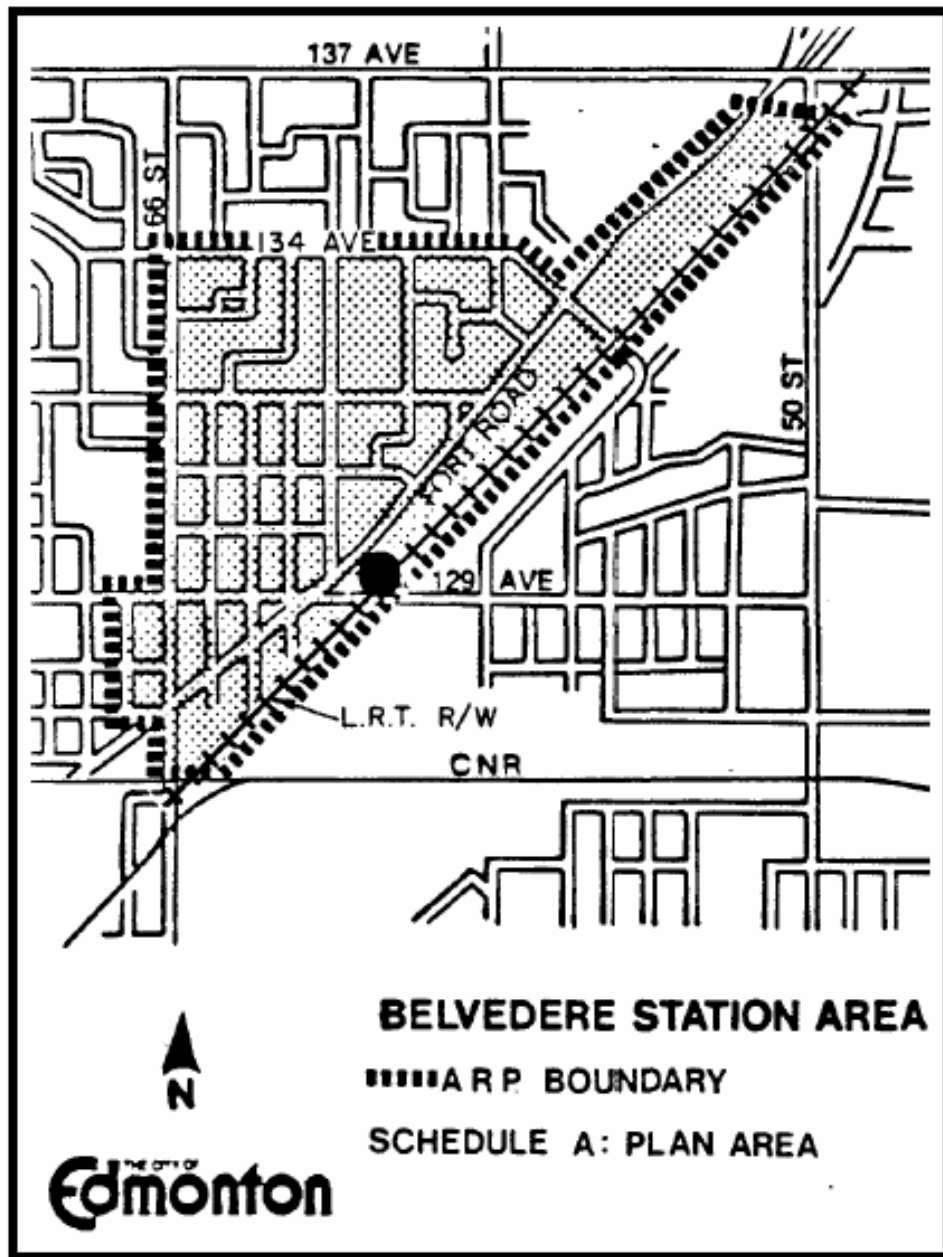 137 AVE
66 ST
134 AVE
FORT ROAD
50 ST
129 AVE
L.R.T. R/W
CNR
BELVEDERE STATION AREA
A R P BOUNDARY
N
SCHEDULE A: PLAN AREA
THE CITY OF
Edmonton